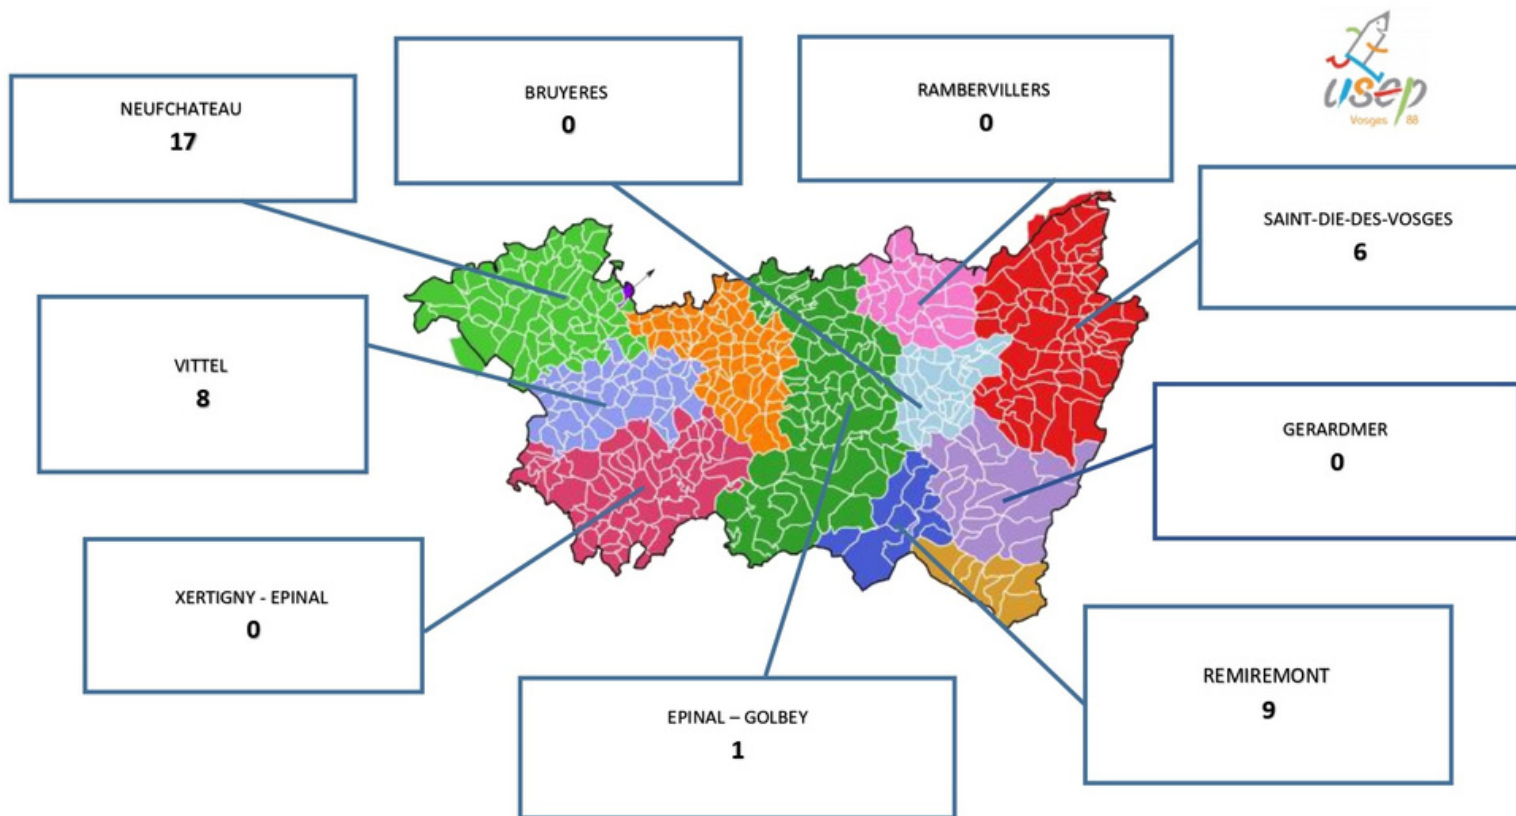 NEUFCHATEAU
17
BRUYERES
0
RAMBERVILLERS
0
usep
Vosges 88
SAINT-DIE-DES-VOSGES
6
VITTEL
8
GERARDMER
0
XERTIGNY - EPINAL
0
EPINAL – GOLBEY
1
REMIREMONT
9